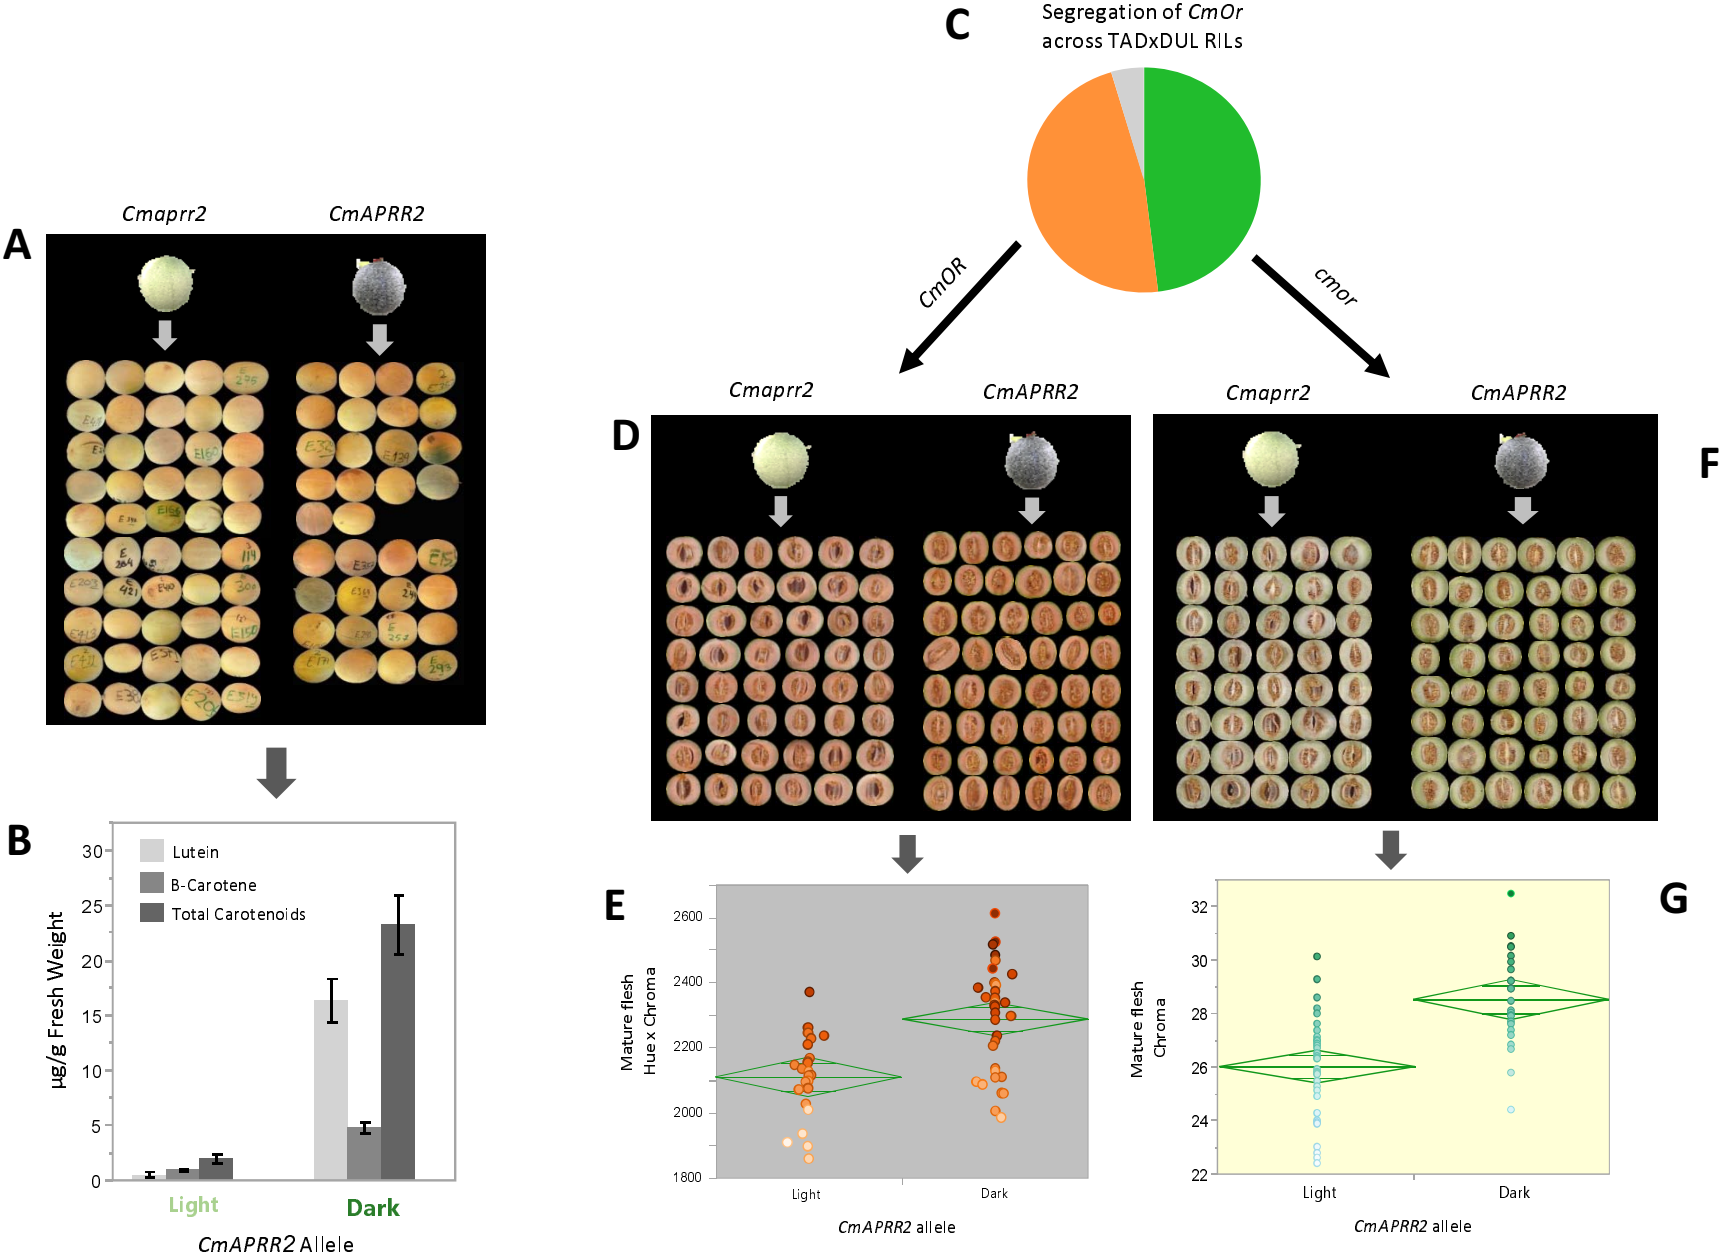 C
Segregation of CmOr
across TADxDUL RILs
CmOR
cmor
Cmaprr2
CmAPRR2
A
B
Lutein
B-Carotene
Total Carotenoids
µg/g Fresh Weight
30
25
20
15
10
5
0
Light
Dark
CmAPRR2 Allele
Cmaprr2
CmAPRR2
D
Cmaprr2
CmAPRR2
F
E
Mature flesh
Hue x Chroma
2600
2400
2200
2000
1800
Light
Dark
CmAPRR2 allele
G
Mature flesh
Chroma
32
30
28
26
24
22
Light
Dark
CmAPRR2 allele